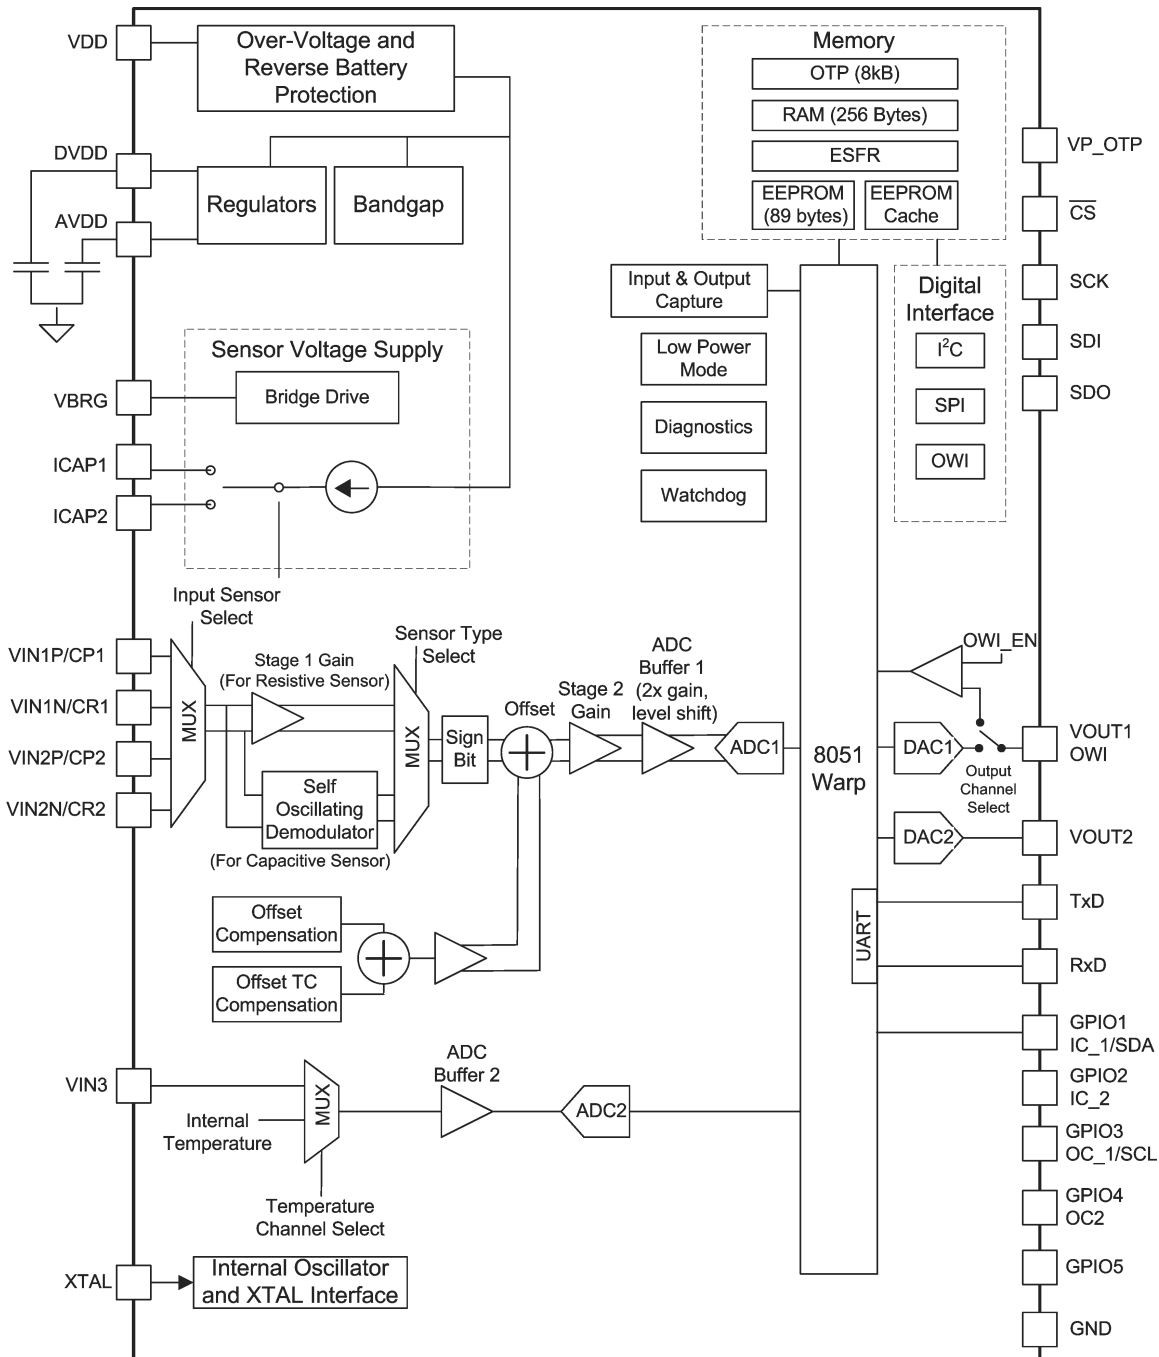 VDD
Over-Voltage and
Reverse Battery
Protection
DVDD
AVDD
Regulators
Bandgap
Memory
OTP (8kB)
RAM (256 Bytes)
ESFR
EEPROM
(89 bytes)
EEPROM
Cache
VP_OTP
CS
SCK
SDI
SDO
Input & Output
Capture
Low Power
Mode
Diagnostics
Watchdog
Digital
Interface
I²C
SPI
OWI
Sensor Voltage Supply
Bridge Drive
VBRG
ICAP1
ICAP2
Input Sensor
Select
VIN1P/CP1
VIN1N/CR1
VIN2P/CP2
VIN2N/CR2
MUX
Stage 1 Gain
(For Resistive Sensor)
Self
Oscillating
Demodulator
(For Capacitive Sensor)
Sensor Type
Select
MUX
Sign
Bit
Offset
Stage 2
Gain
ADC
Buffer 1
(2x gain,
level shift)
ADC1
8051
Warp
OWI_EN
DAC1
Output
Channel
Select
VOUT1
OWI
DAC2
VOUT2
UART
TxD
RxD
Offset
Compensation
Offset TC
Compensation
GPIO1
IC_1/SDA
GPIO2
IC_2
GPIO3
OC_1/SCL
GPIO4
OC2
GPIO5
GND
VIN3
Internal
Temperature
MUX
Temperature
Channel Select
ADC
Buffer 2
ADC2
XTAL
Internal Oscillator
and XTAL Interface